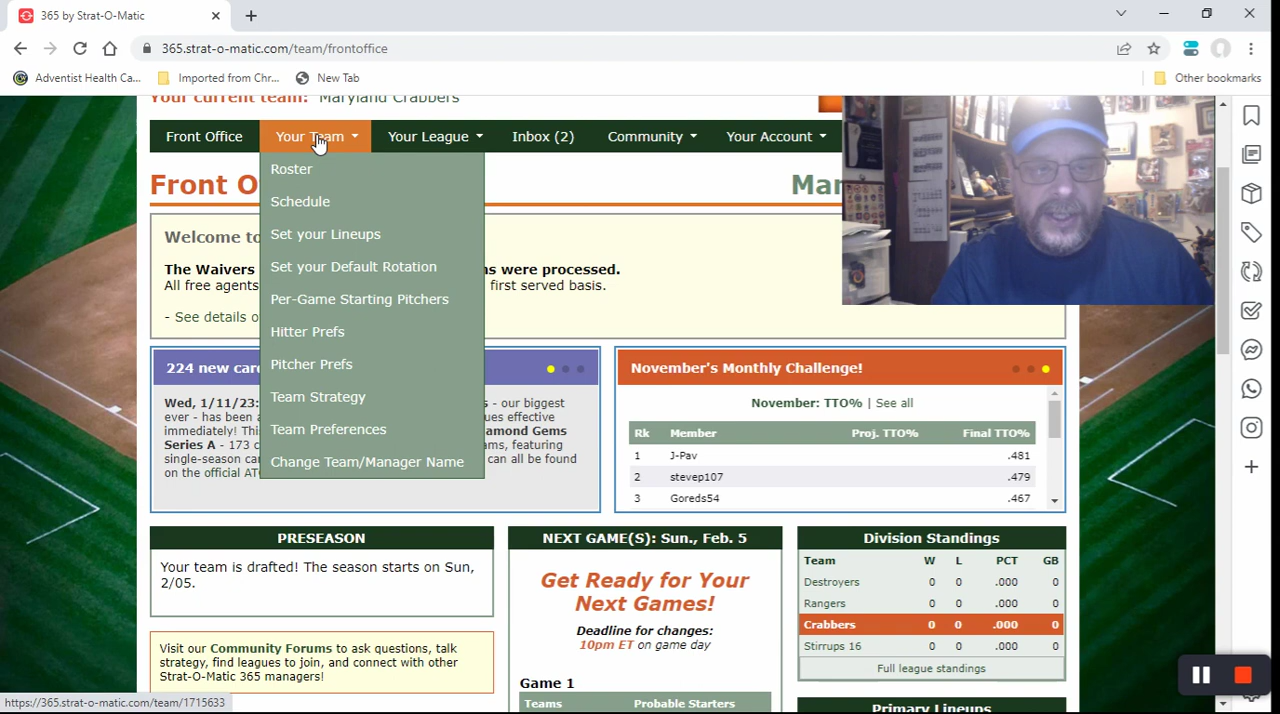 365 by Strat-O-Matic
365.strat-o-matic.com/team/frontoffice
Adventist Health Ca...
Imported from Chr...
New Tab
Other bookmarks
Your current team: Maryland Crabbers
Front Office
Your Team
Your League
Inbox (2)
Community
Your Account
Roster
Schedule
Set your Lineups
Set your Default Rotation
Per-Game Starting Pitchers
Hitter Prefs
Pitcher Prefs
Team Strategy
Team Preferences
Change Team/Manager Name
Front O
Mar
Welcome to
The Waivers
ns were processed.
All free agents
first served basis.
- See details o
224 new car
Wed, 1/11/23:
s - our biggest
ever - has been
ues effective
immediately! Thi
amond Gems
Series A - 173 c
ms, featuring
single-season ca
can all be found
on the official AT
November's Monthly Challenge!
November: TTO% | See all
Rk Member Proj. TTO% Final TTO%
1 J-Pav .481
2 stevep107 .479
3 Goreds54 .467
PRESEASON
Your team is drafted! The season starts on Sun,
2/05.
Visit our Community Forums to ask questions, talk
strategy, find leagues to join, and connect with other
Strat-O-Matic 365 managers!
NEXT GAME(S): Sun., Feb. 5
Get Ready for Your
Next Games!
Deadline for changes:
10pm ET on game day
Game 1
Teams Probable Starters
Division Standings
Team W L PCT GB
Destroyers 0 0 .000 0
Rangers 0 0 .000 0
Crabbers 0 0 .000 0
Stirrups 16 0 0 .000 0
Full league standings
Primary Lineups
https://365.strat-o-matic.com/team/1715633